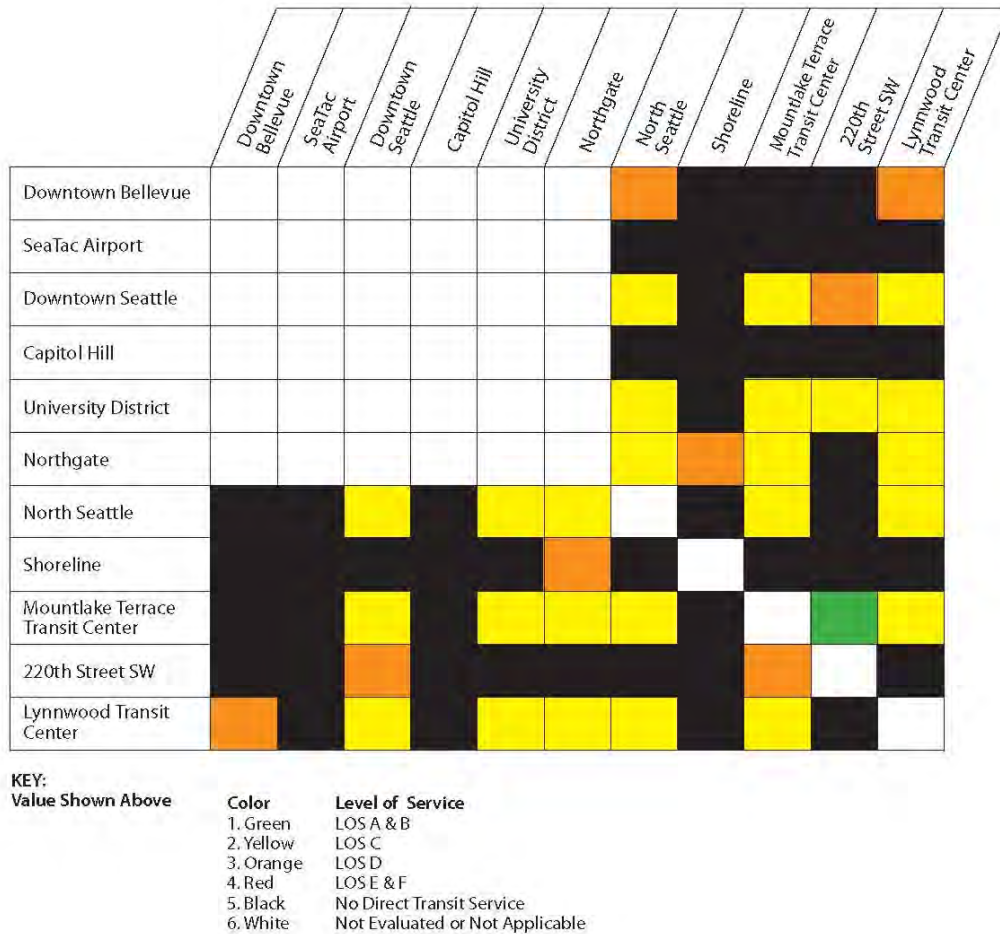 Downtown
Bellevue
SeaTac
Airport
Downtown
Seattle
Capitol Hill
University
District
Northgate
North
Seattle
Shoreline
Mountlake Terrace
Transit Center
220th
Street SW
Lynnwood
Transit Center
Downtown Bellevue
SeaTac Airport
Downtown Seattle
Capitol Hill
University District
Northgate
North Seattle
Shoreline
Mountlake Terrace
Transit Center
220th Street SW
Lynnwood Transit
Center
KEY:
Value Shown Above
Color Level of Service
1. Green LOS A & B
2. Yellow LOS C
3. Orange LOS D
4. Red LOS E & F
5. Black No Direct Transit Service
6. White Not Evaluated or Not Applicable